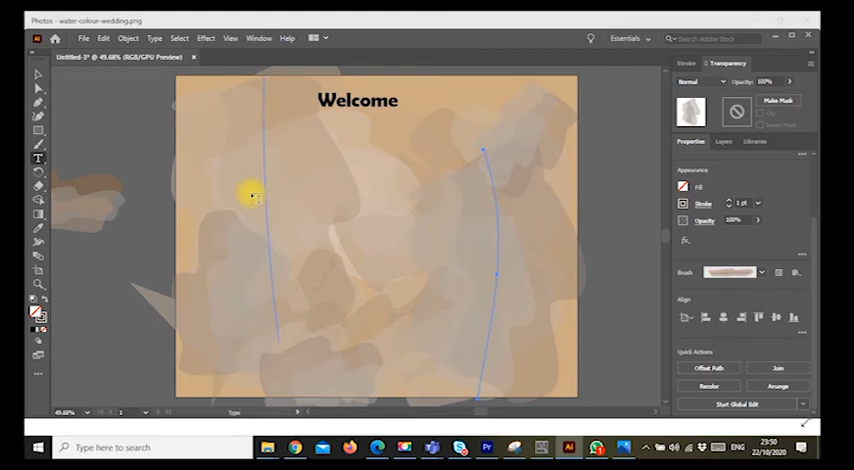 Photos - water-colour-wedding.png
Ai File Edit Object Type Select Effect View Window Help Essentials Search Adobe Stock
Untitled-3* @ 49.68% (RGB/GPU Preview) ×
Welcome
Stroke Transparency
Normal Opacity: 100%
Make Mask
Clip
Invert Mask
Properties Layers Libraries
Appearance
Fill
Stroke 1 pt
Opacity 100%
fx.
Brush
Align
Quick Actions
Offset Path Join
Recolor Arrange
Start Global Edit
49.68% 1 Type
Type here to search
ENG
23:50
22/10/2020